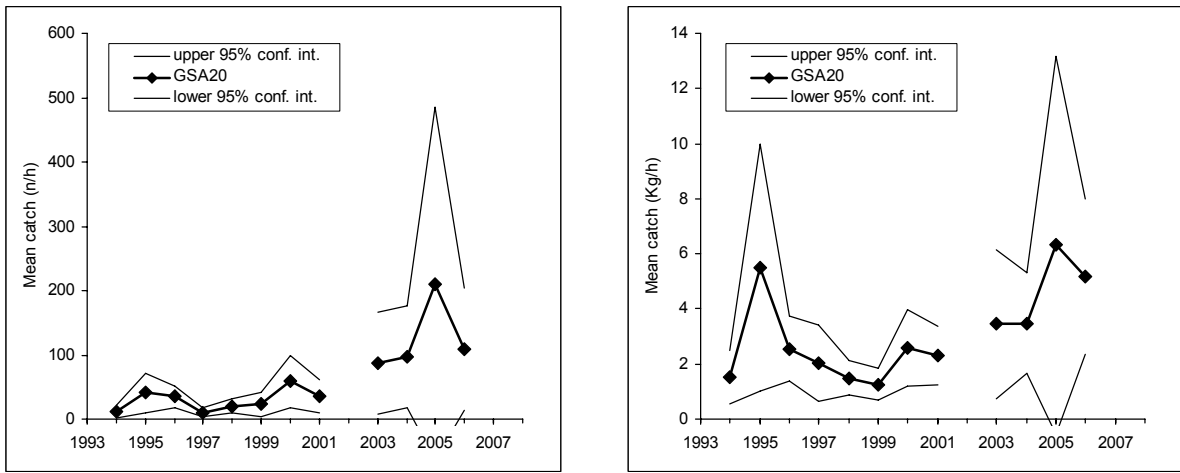 600
500
400
300
200
100
0
Mean catch (n/h)
upper 95% conf. int.
GSA20
lower 95% conf. int.
1993 1995 1997 1999 2001 2003 2005 2007
14
12
10
8
6
4
2
0
Mean catch (Kg/h)
upper 95% conf. int.
GSA20
lower 95% conf. int.
1993 1995 1997 1999 2001 2003 2005 2007